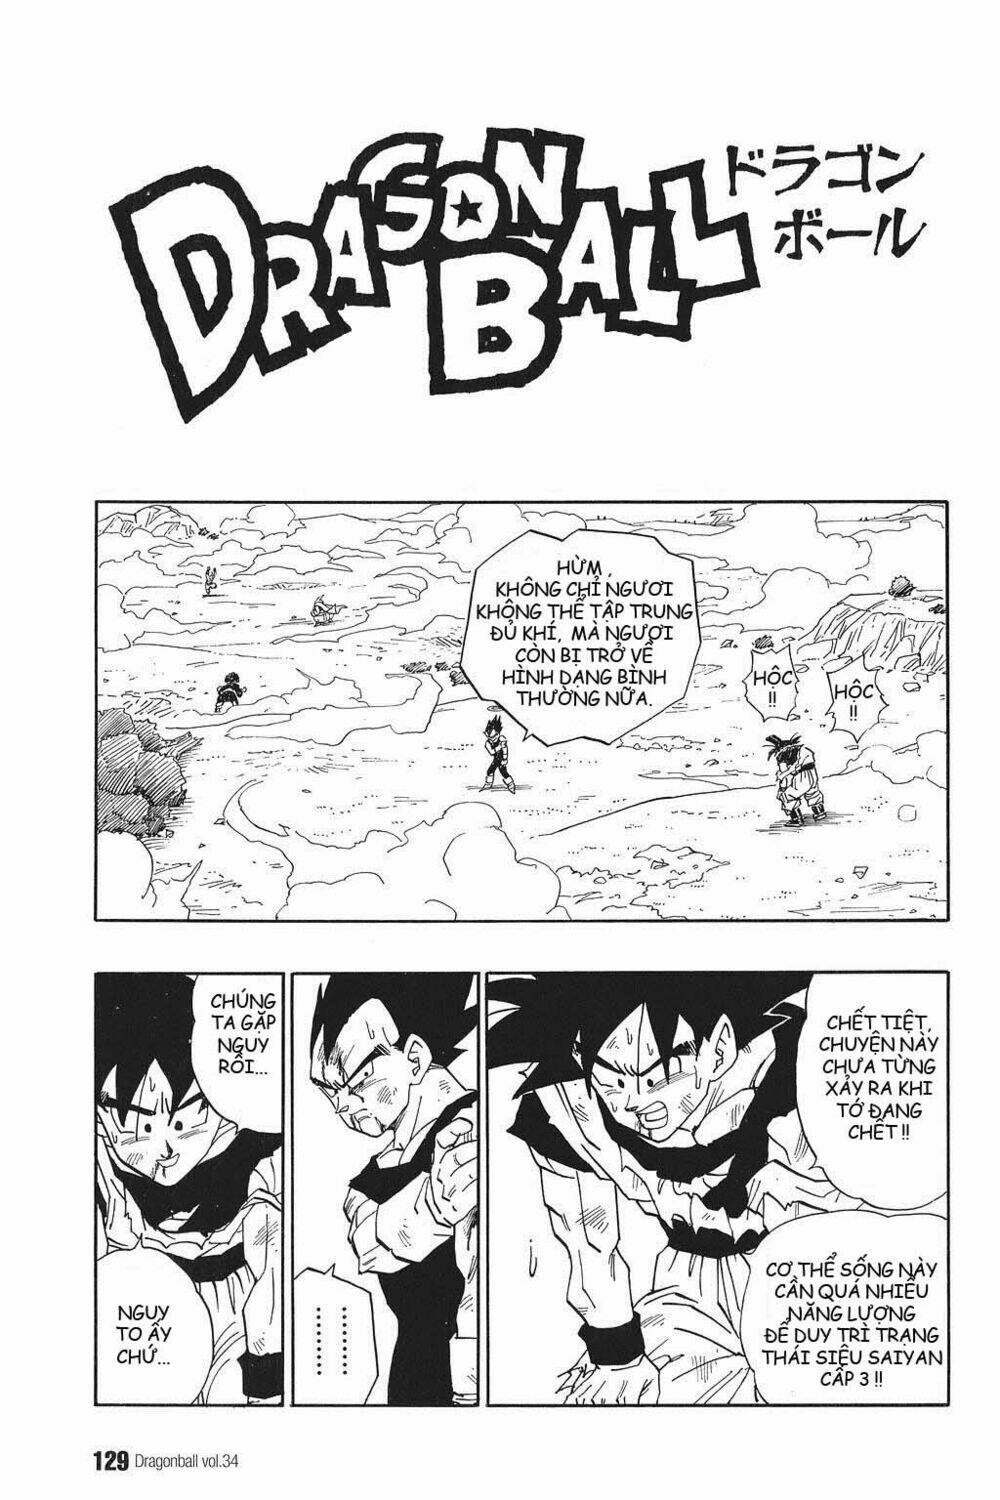 DRAGON
BALL
ドラゴン
ボール
HỪM,
KHÔNG CHỈ NGƯƠI
KHÔNG THỂ TẬP TRUNG
ĐỦ KHÍ, MÀ NGƯƠI
CÒN BỊ TRỞ VỀ
HÌNH DẠNG BÌNH
THƯỜNG NỮA.
HỘC
!!
HỘC
!!
CHẾT TIỆT,
CHUYỆN NÀY
CHƯA TỪNG
XẢY RA KHI
TỚ ĐANG
CHẾT !!
CƠ THỂ SỐNG NÀY
CẦN QUÁ NHIỀU
NĂNG LƯỢNG
ĐỂ DUY TRÌ TRẠNG
THÁI SIÊU SAIYAN
CẤP 3 !!
CHÚNG
TA GẶP
NGUY
RỒI...
NGUY
TO ẤY
CHỨ...
129 Dragonball vol.34